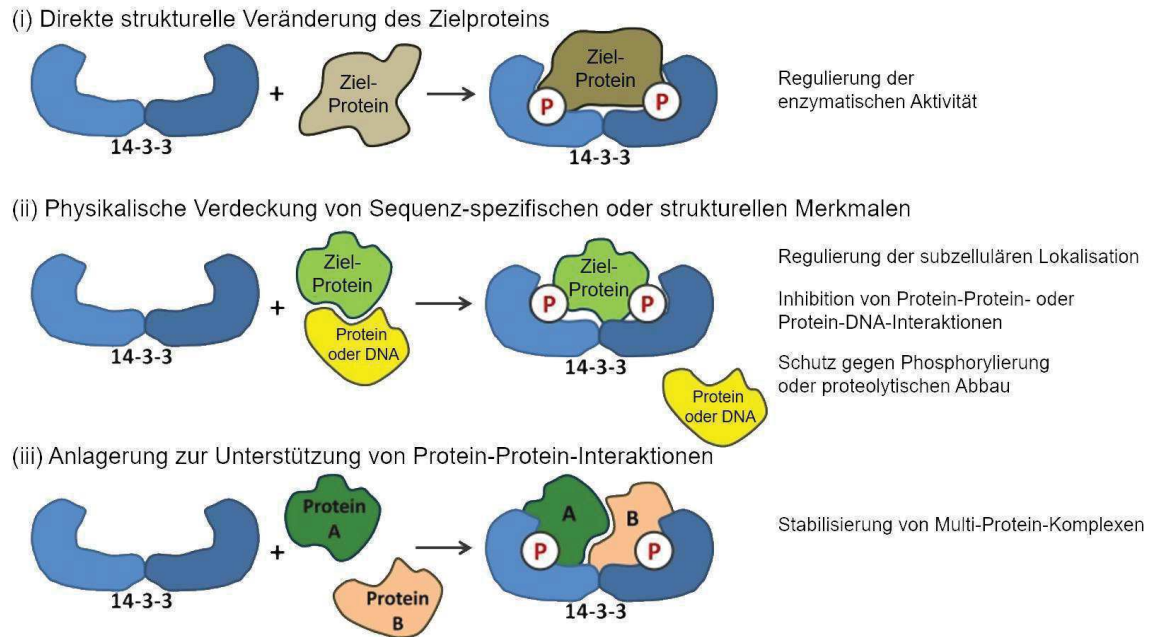 (i) Direkte strukturelle Veränderung des Zielproteins
14-3-3
+
Ziel-
Protein
Ziel-
Protein
P
P
14-3-3
Regulierung der
enzymatischen Aktivität
(ii) Physikalische Verdeckung von Sequenz-spezifischen oder strukturellen Merkmalen
14-3-3
+
Ziel-
Protein
Protein
oder DNA
Ziel-
Protein
P
P
14-3-3
Protein
oder DNA
Regulierung der subzellulären Lokalisation
Inhibition von Protein-Protein- oder
Protein-DNA-Interaktionen
Schutz gegen Phosphorylierung
oder proteolytischen Abbau
(iii) Anlagerung zur Unterstützung von Protein-Protein-Interaktionen
14-3-3
+
Protein
A
Protein
B
A
B
P
P
14-3-3
Stabilisierung von Multi-Protein-Komplexen